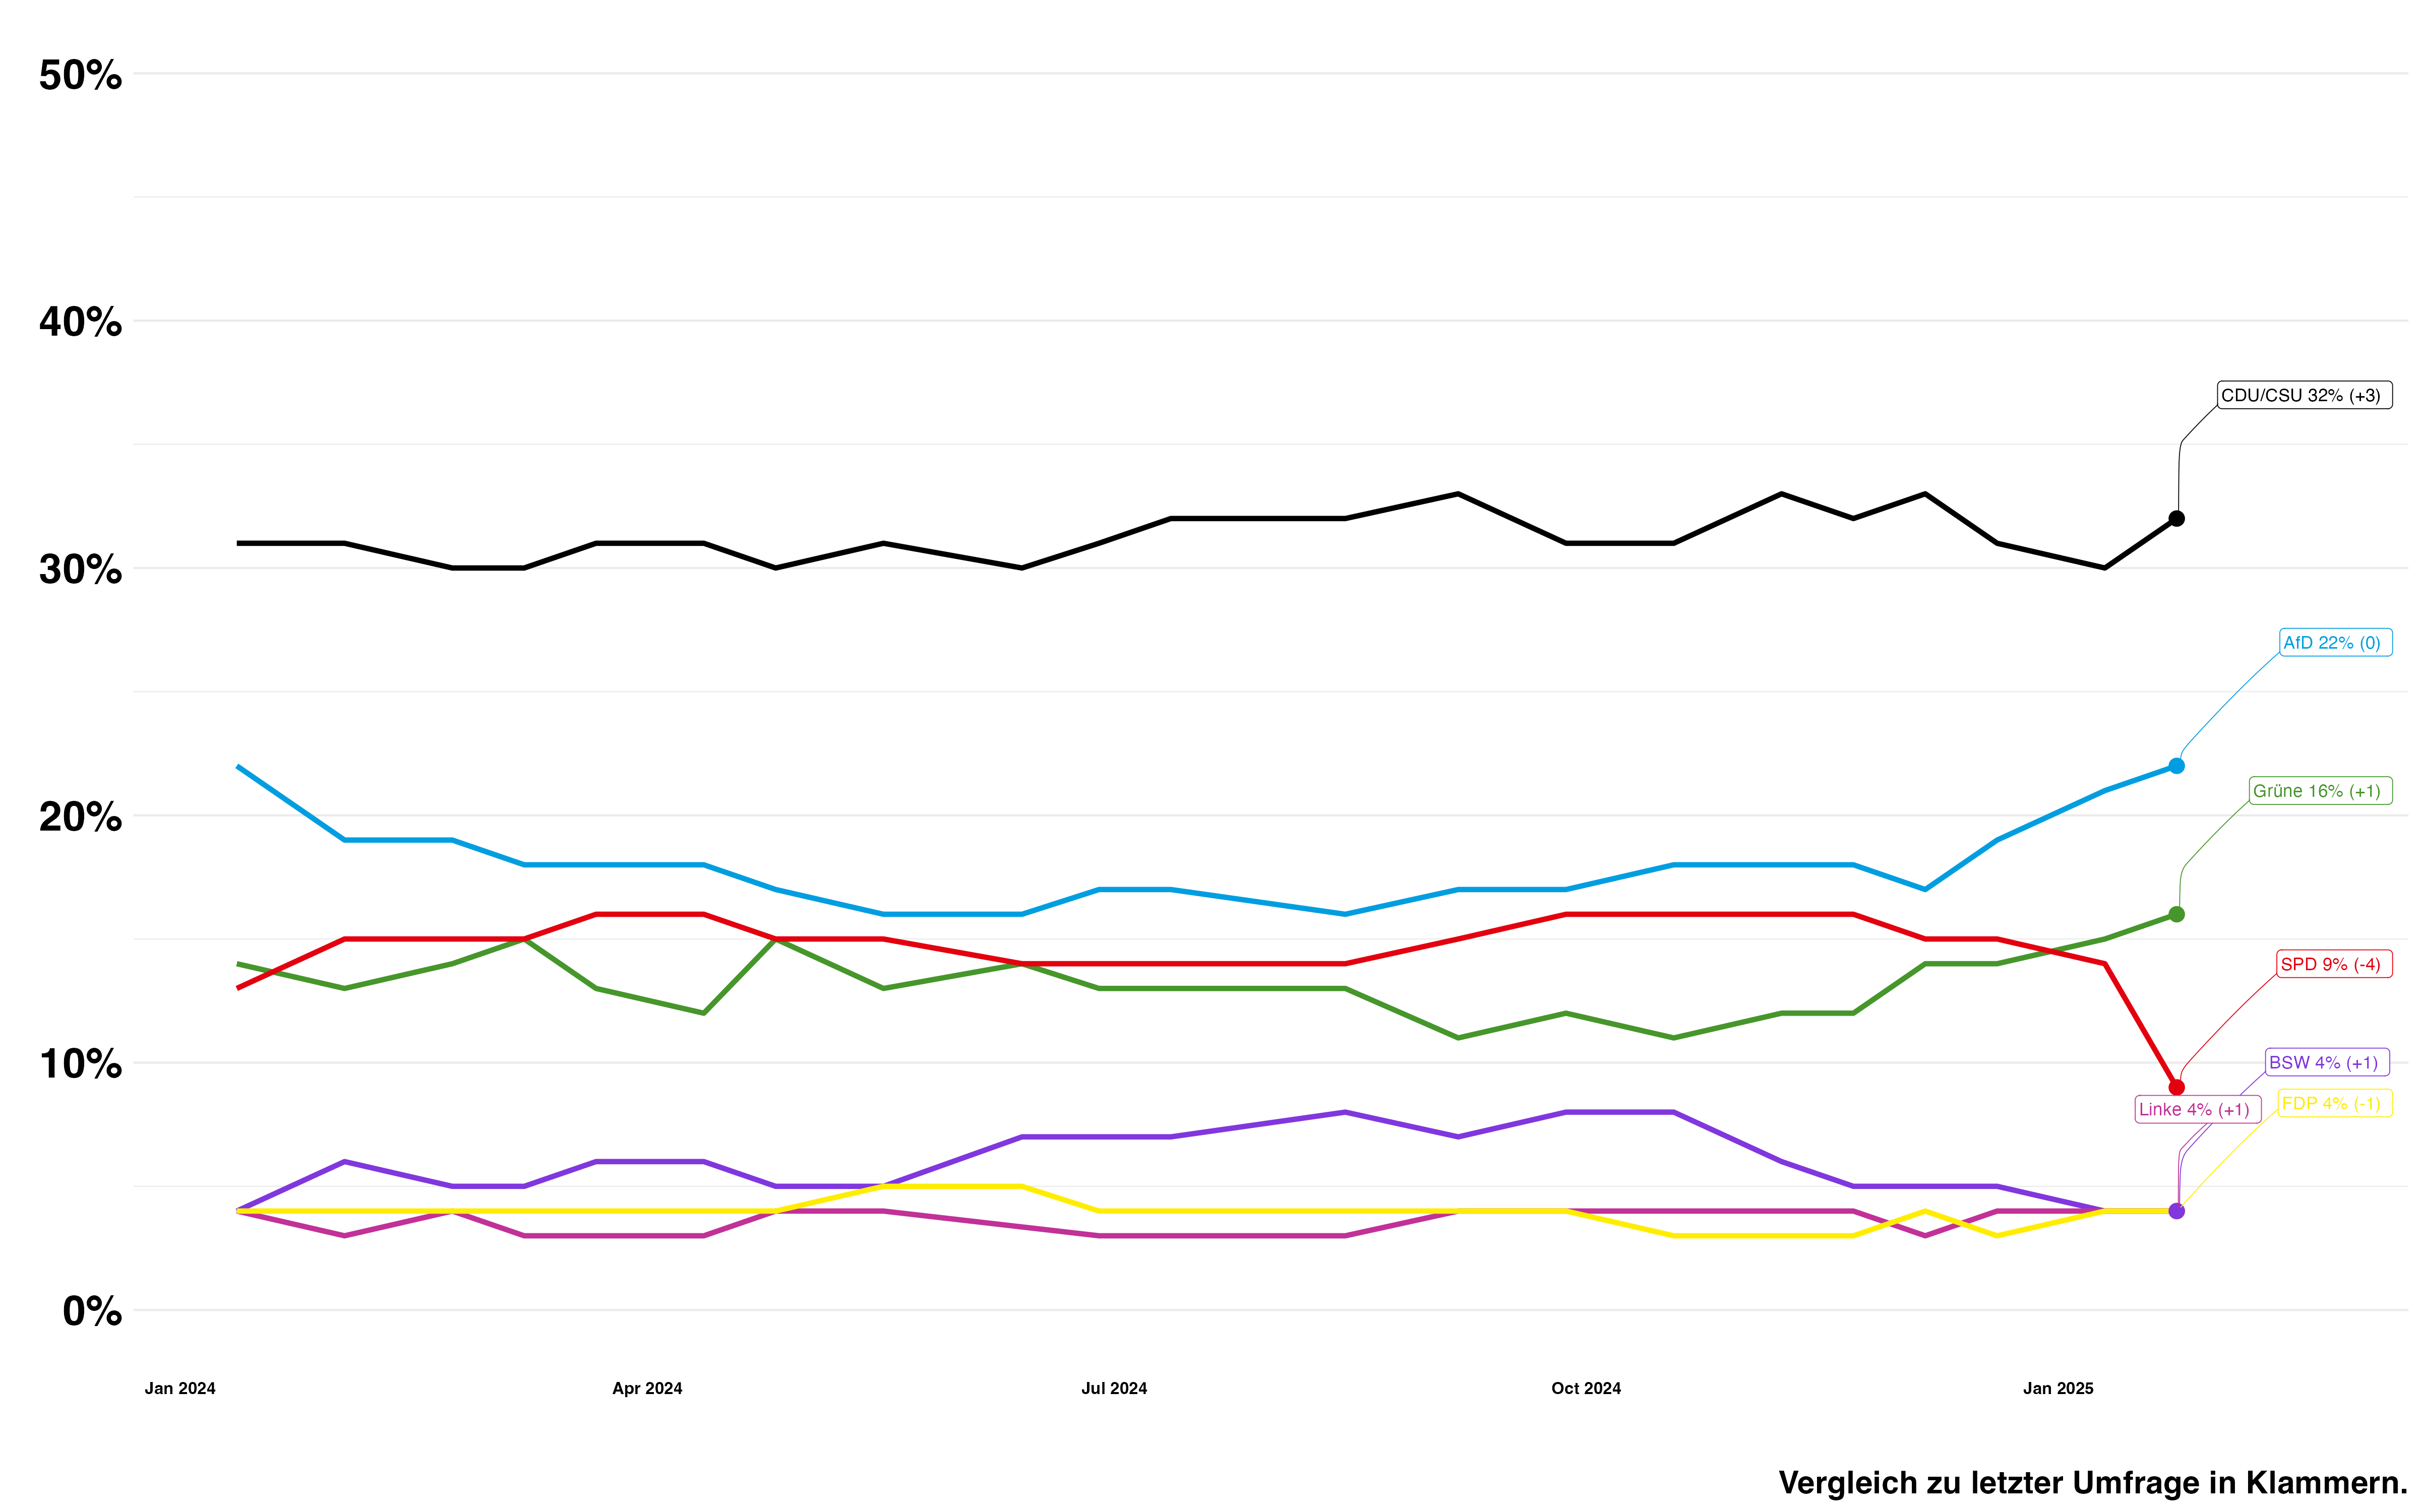 50%
40%
CDU/CSU 32% (+3)
30%
AfD 22% (0)
Grüne 16% (+1)
20%
SPD 9% (-4)
10%
BSW 4% (+1)
FDP 4% (-1)
Linke 4% (+1)
0%
Jan 2024 Apr 2024 Jul 2024 Oct 2024 Jan 2025
Vergleich zu letzter Umfrage in Klammern.